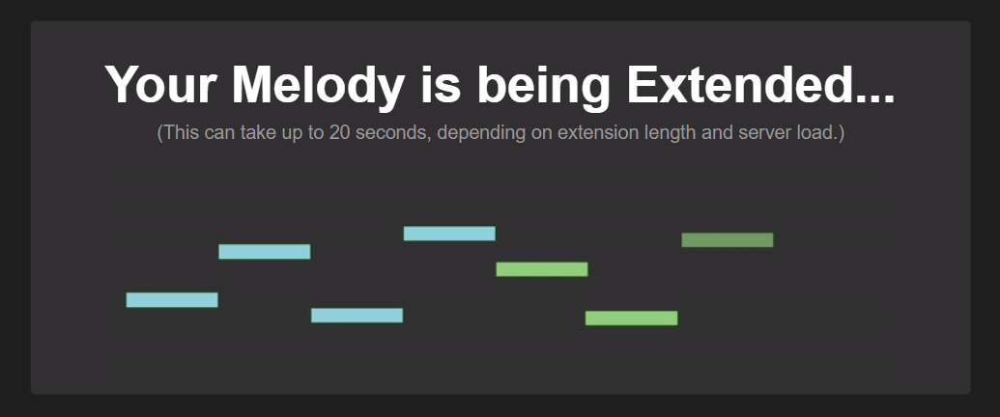 Your Melody is being Extended...
(This can take up to 20 seconds, depending on extension length and server load.)